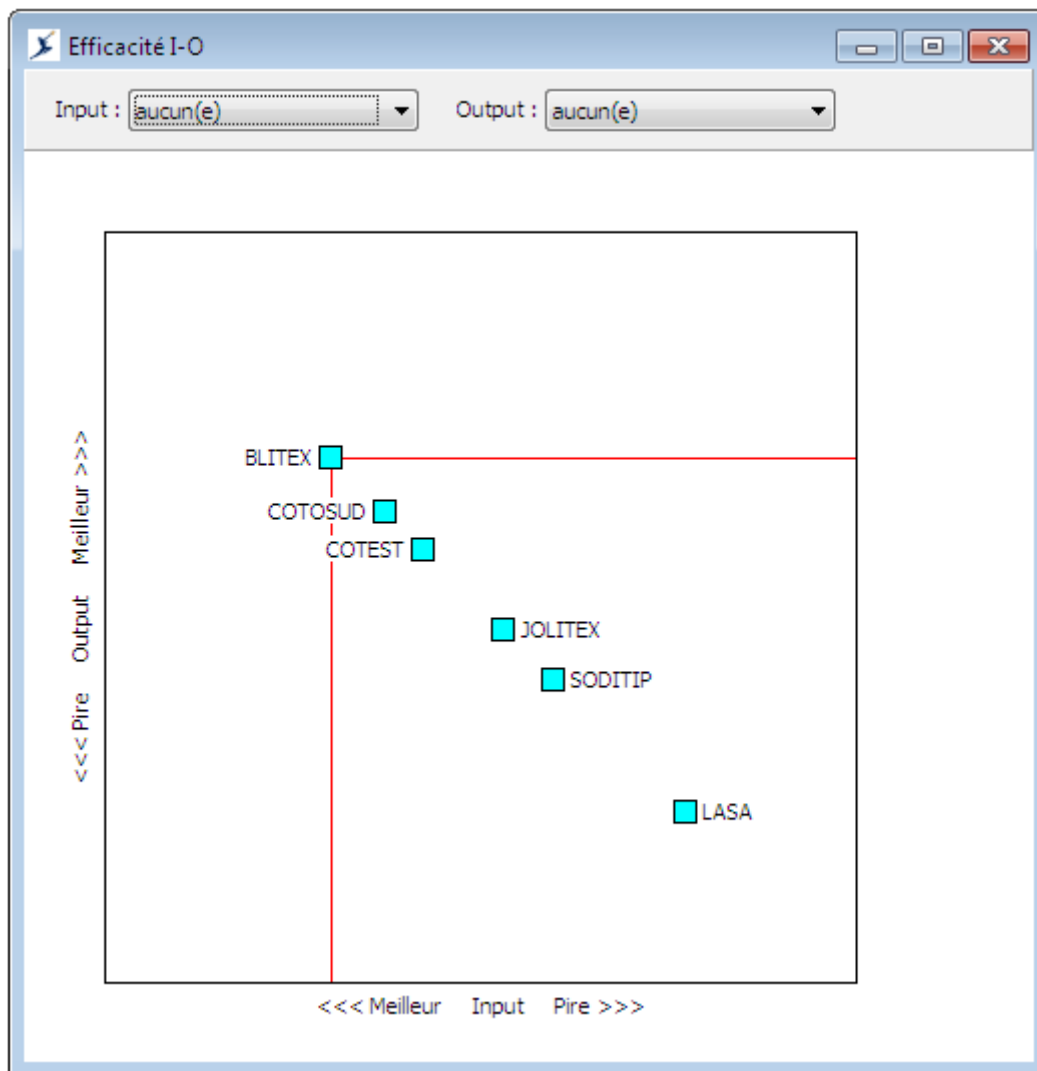 Efficacité I-O
Input : aucun(e) Output : aucun(e)
BLITEX
COTOSUD
COTEST
JOLITEX
SODITIP
LASA
<<< Pire Output Meilleur >>>
<<< Meilleur Input Pire >>>